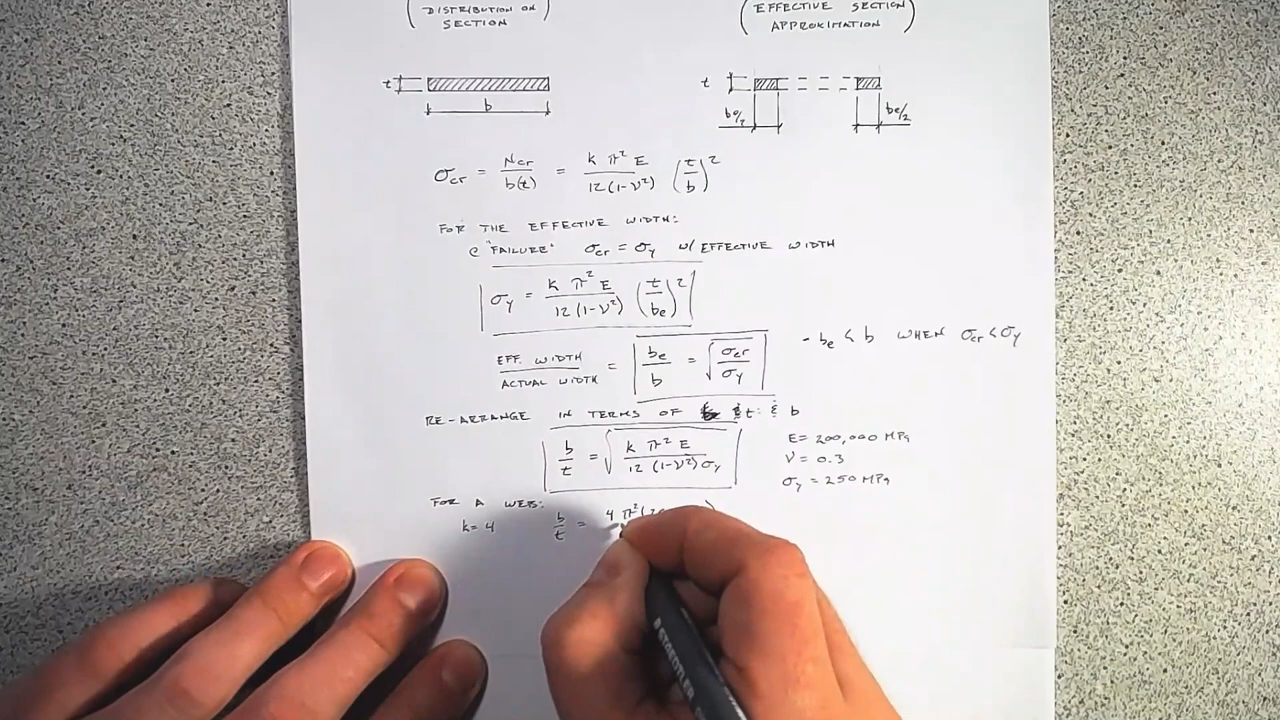 ( DISTRIBUTION ON )
SECTION
( EFFECTIVE SECTION )
APPROXIMATION
t
b
t
be/2
be/2
σcr = Ncr / b(t) = k π² E / 12(1-ν²) (t/b)²
FOR THE EFFECTIVE WIDTH:
@ "FAILURE" σcr = σy W/ EFFECTIVE WIDTH
σy = k π² E / 12(1-ν²) (t/be)²
EFF. WIDTH / ACTUAL WIDTH = be/b = √(σcr/σy)
- be < b WHEN σcr < σy
RE-ARRANGE IN TERMS OF t & b
b/t = √(k π² E / 12 (1-ν²) σy)
E = 200,000 MPa
ν = 0.3
σy = 250 MPa
FOR A WEB:
k = 4
b/t = 4 π² (
STAEDTLER